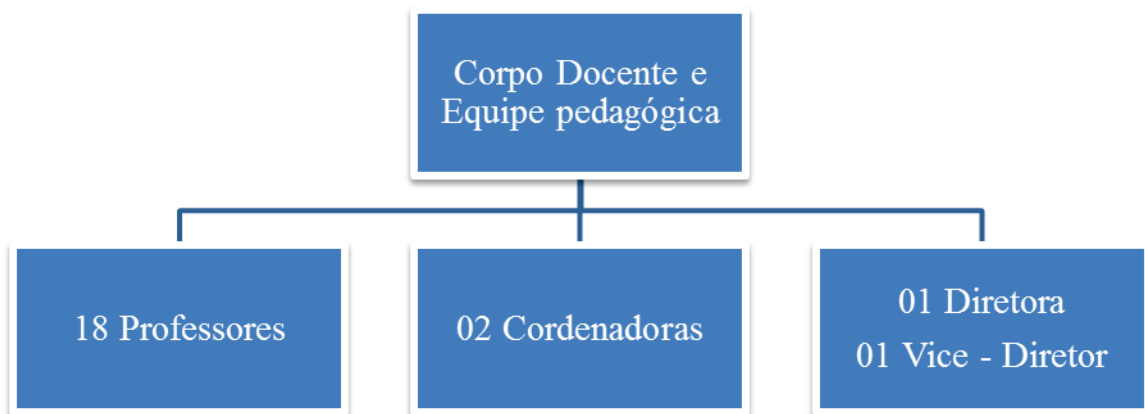 Corpo Docente e
Equipe pedagógica
18 Professores
02 Cordenadoras
01 Diretora
01 Vice - Diretor